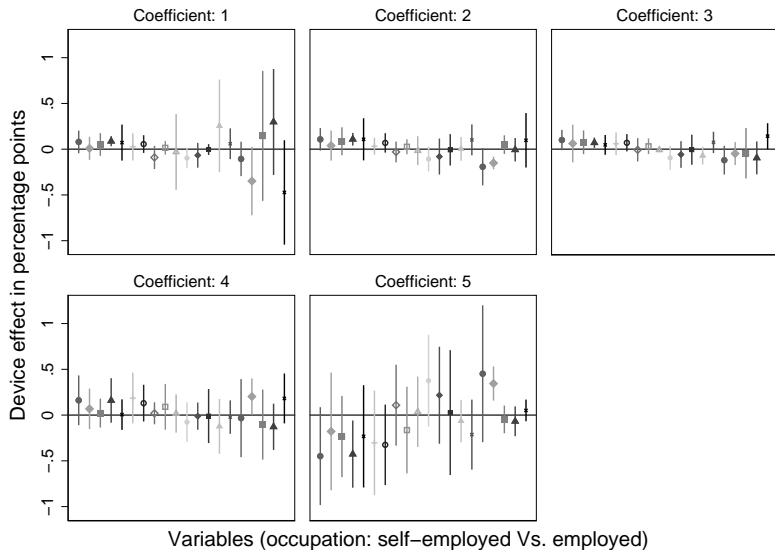 Coefficient: 1
Coefficient: 2
Coefficient: 3
Device effect in percentage points
1
.5
0
-.5
-1
Coefficient: 4
Coefficient: 5
1
.5
0
-.5
-1
Variables (occupation: self−employed Vs. employed)